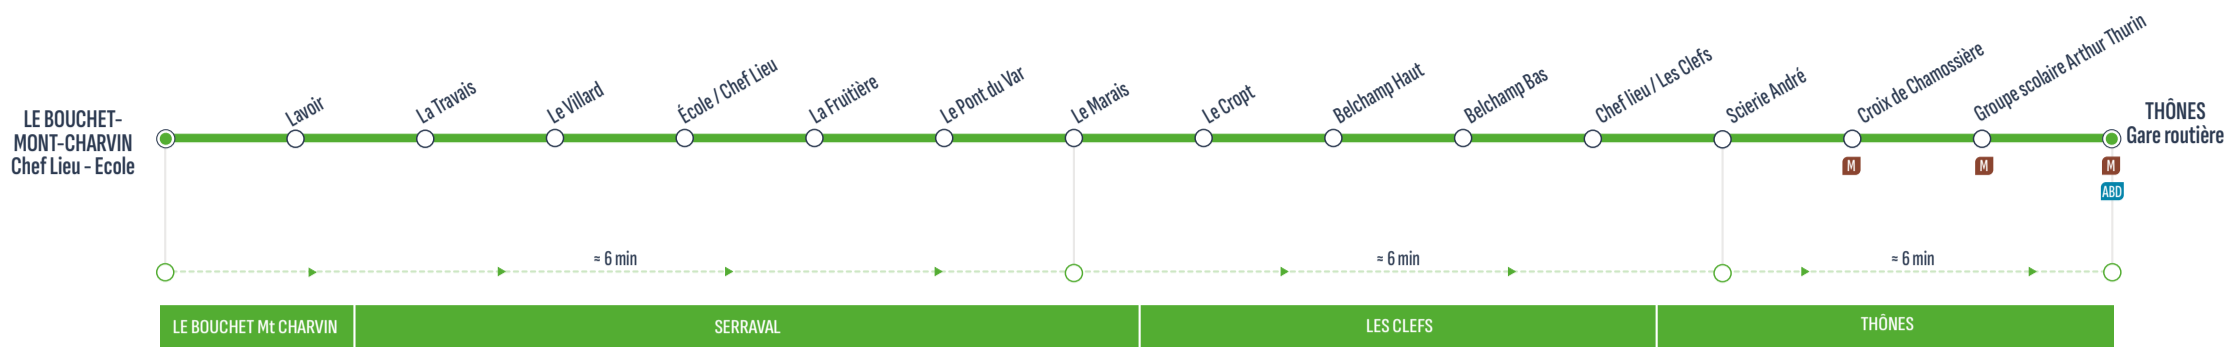 LE BOUCHET-
MONT-CHARVIN
Chef Lieu - Ecole
Lavoir
La Travais
Le Villard
École / Chef Lieu
La Fruitière
Le Pont du Var
Le Marais
Le Cropt
Belchamp Haut
Belchamp Bas
Chef lieu / Les Clefs
Scierie André
Croix de Chamossière
Groupe scolaire Arthur Thurin
THÔNES
Gare routière
M
M
M
ABD
≈ 6 min
≈ 6 min
≈ 6 min
LE BOUCHET Mt CHARVIN
SERRAVAL
LES CLEFS
THÔNES